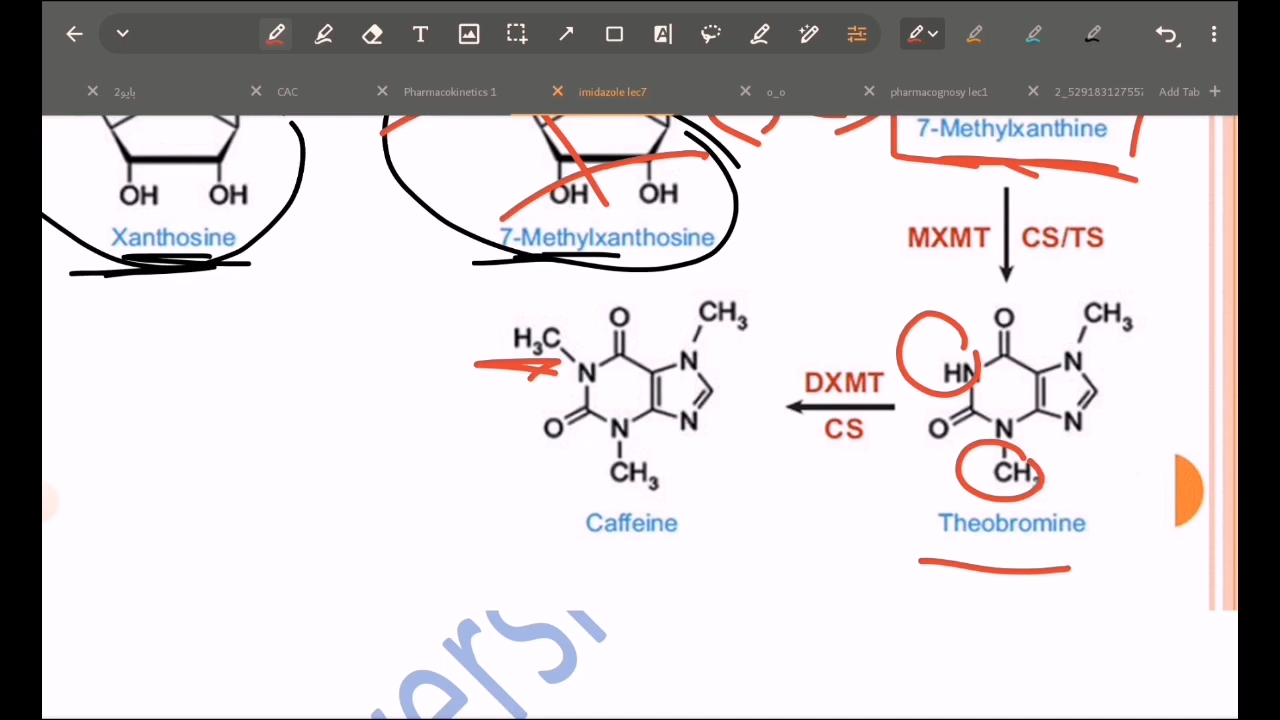 T A
بايو2 CAC Pharmacokinetics 1 imidazole lec7 o_o pharmacognosy lec1 2_529183127557 Add Tab
7-Methylxanthine
OH OH OH OH
Xanthosine 7-Methylxanthosine MXMT CS/TS
O CH3 O CH3
H3C N N HN N
DXMT
O N N O N N
CS
CH3 CH3
Caffeine Theobromine
versi